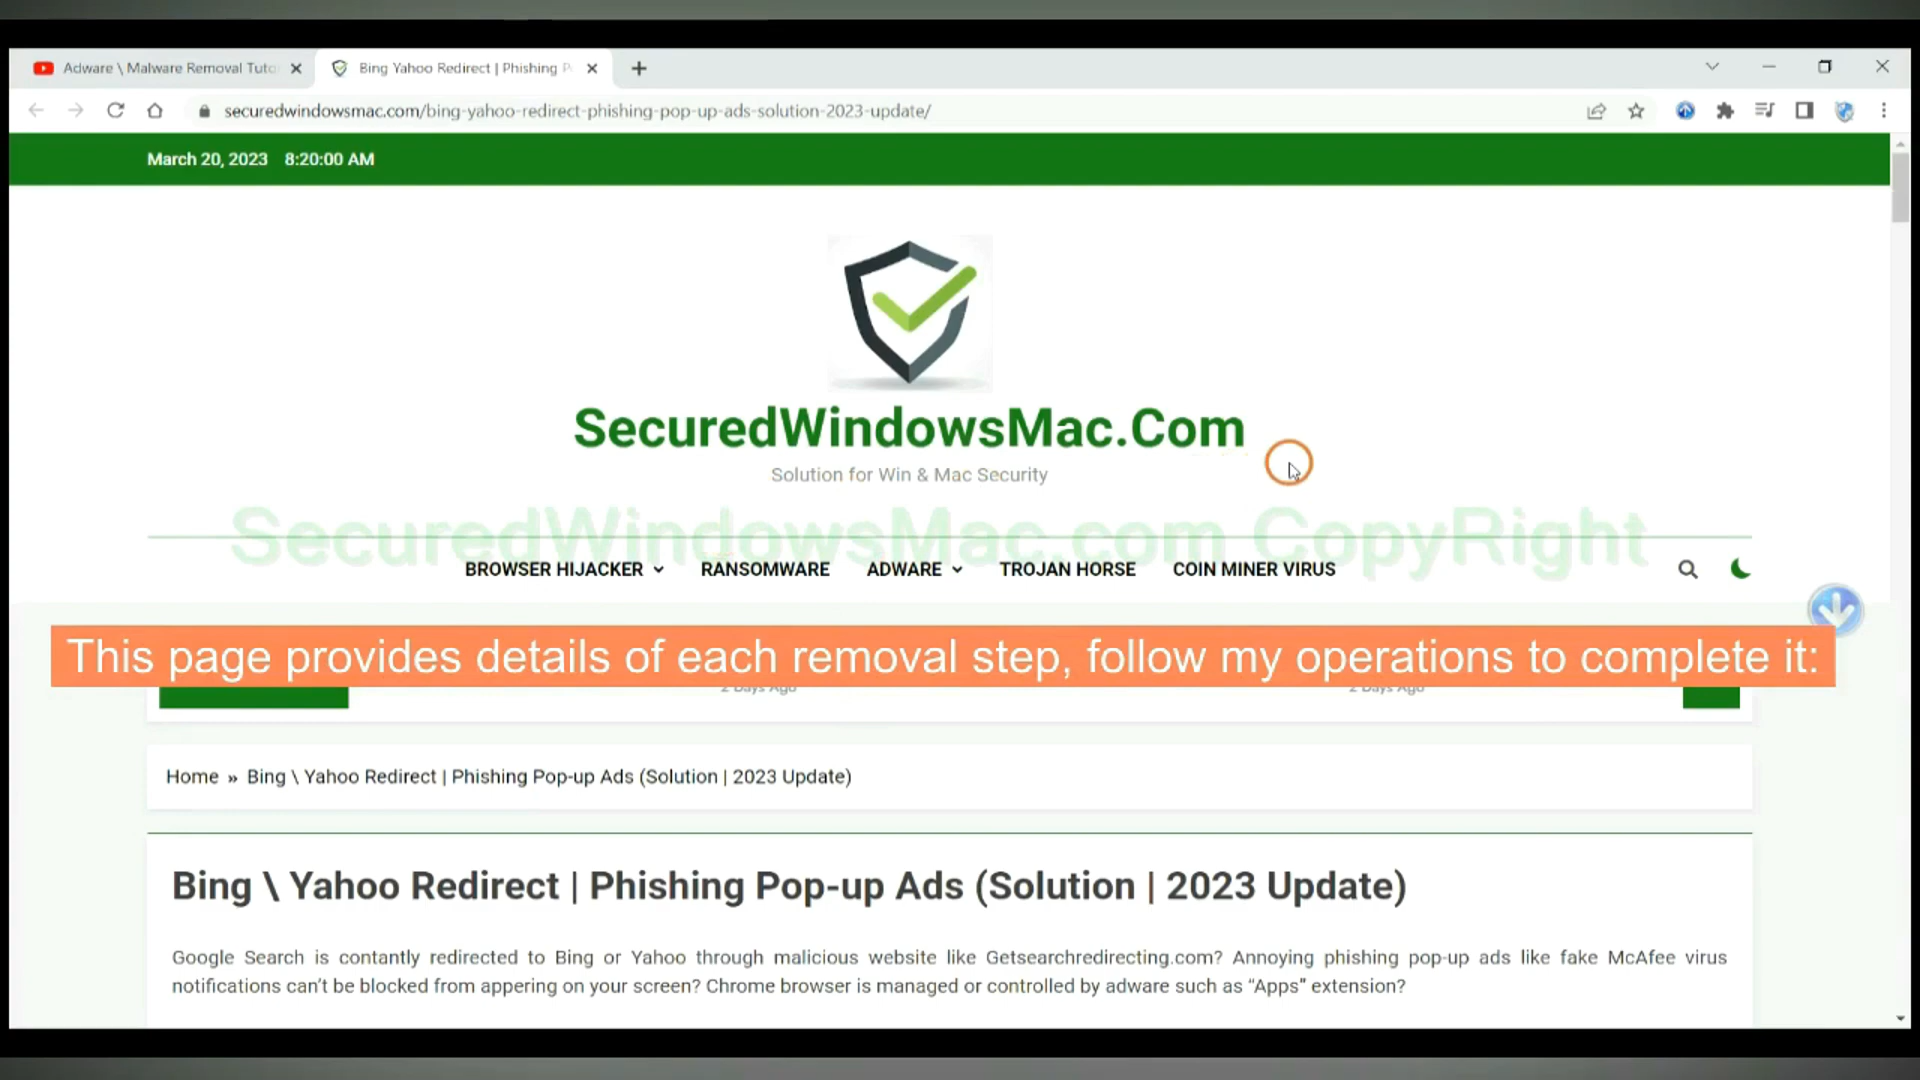 Adware \ Malware Removal Tuto
Bing Yahoo Redirect | Phishing P
securedwindowsmac.com/bing-yahoo-redirect-phishing-pop-up-ads-solution-2023-update/
March 20, 2023 8:20:00 AM
SecuredWindowsMac.Com
Solution for Win & Mac Security
SecuredWindowsMac.com CopyRight
BROWSER HIJACKER RANSOMWARE ADWARE TROJAN HORSE COIN MINER VIRUS
This page provides details of each removal step, follow my operations to complete it:
2 Days Ago 2 Days Ago
Home » Bing \ Yahoo Redirect | Phishing Pop-up Ads (Solution | 2023 Update)
Bing \ Yahoo Redirect | Phishing Pop-up Ads (Solution | 2023 Update)
Google Search is contantly redirected to Bing or Yahoo through malicious website like Getsearchredirecting.com? Annoying phishing pop-up ads like fake McAfee virus
notifications can't be blocked from appering on your screen? Chrome browser is managed or controlled by adware such as “Apps” extension?